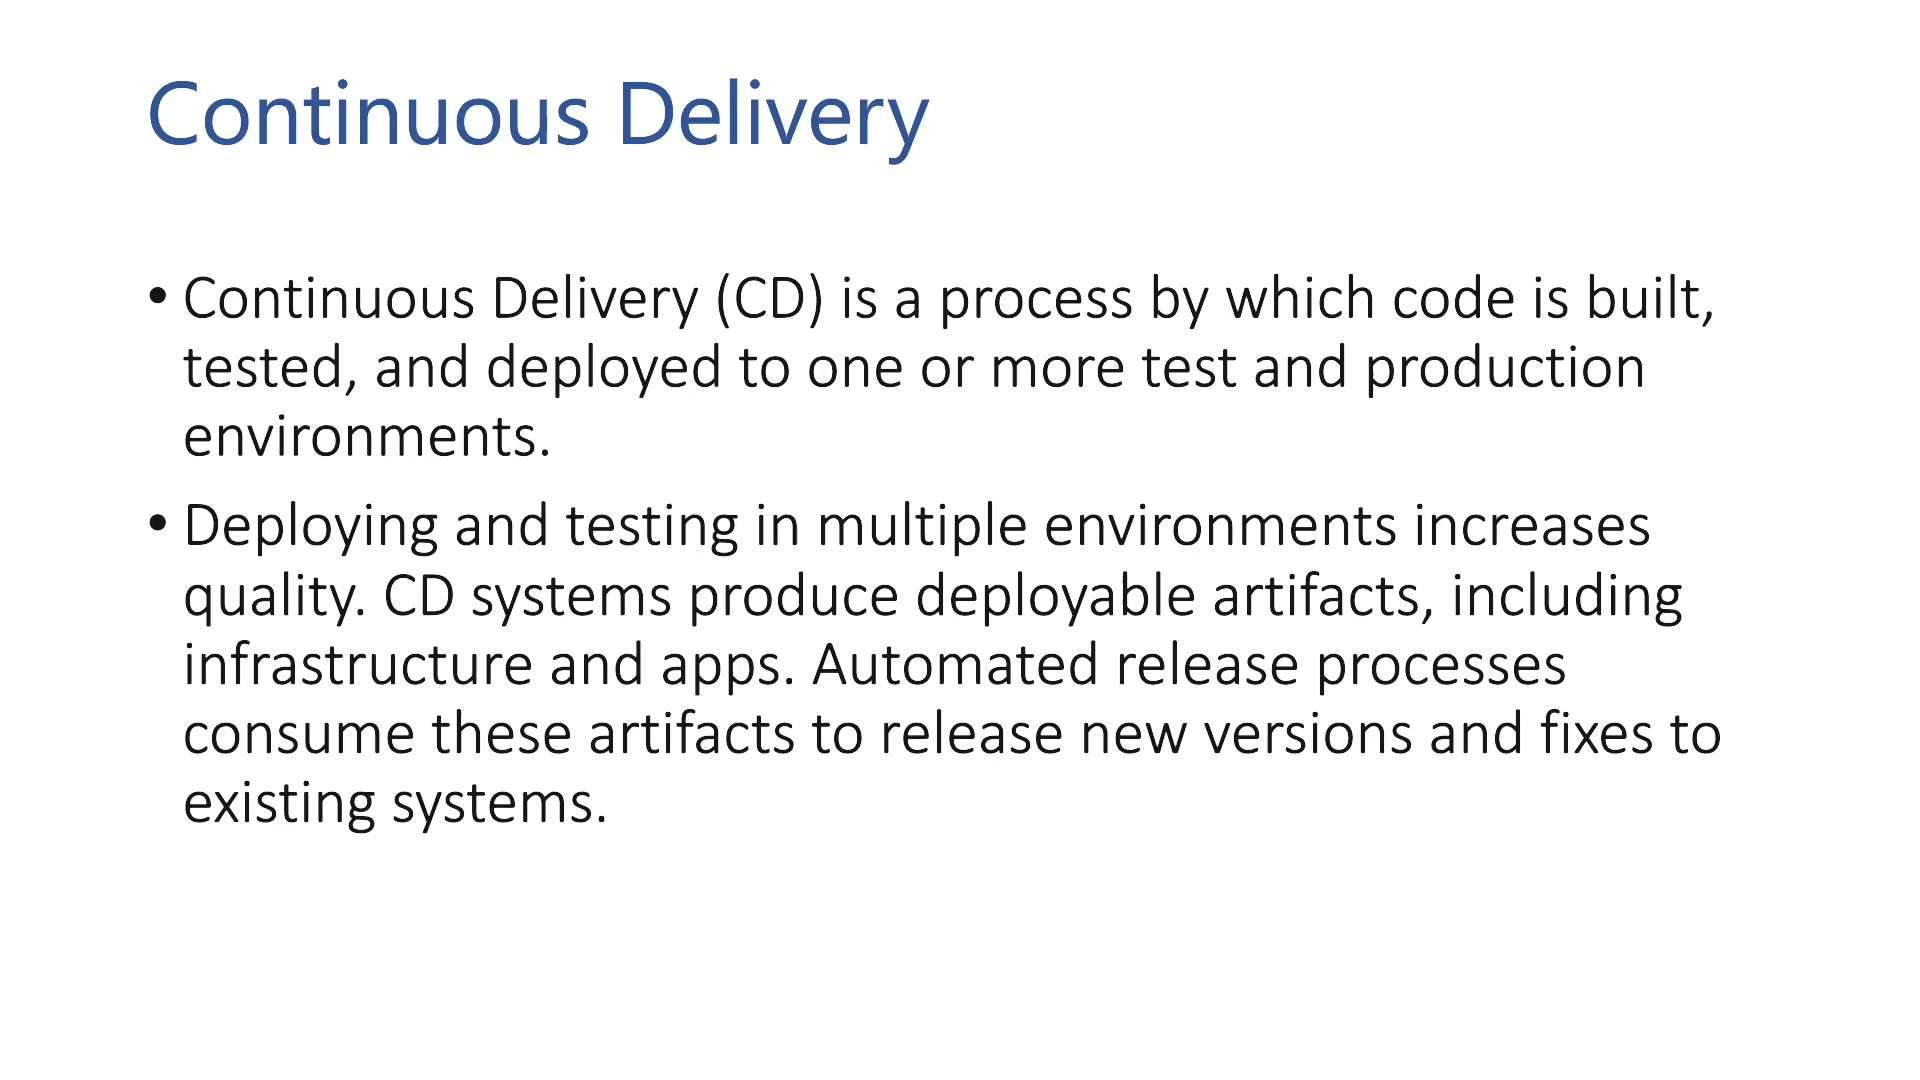 Continuous Delivery
• Continuous Delivery (CD) is a process by which code is built,
tested, and deployed to one or more test and production
environments.
• Deploying and testing in multiple environments increases
quality. CD systems produce deployable artifacts, including
infrastructure and apps. Automated release processes
consume these artifacts to release new versions and fixes to
existing systems.